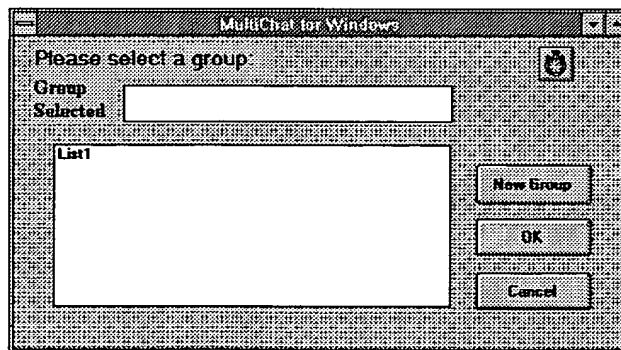 MultiChat for Windows
Please select a group:
Group
Selected
List1
New Group
OK
Cancel